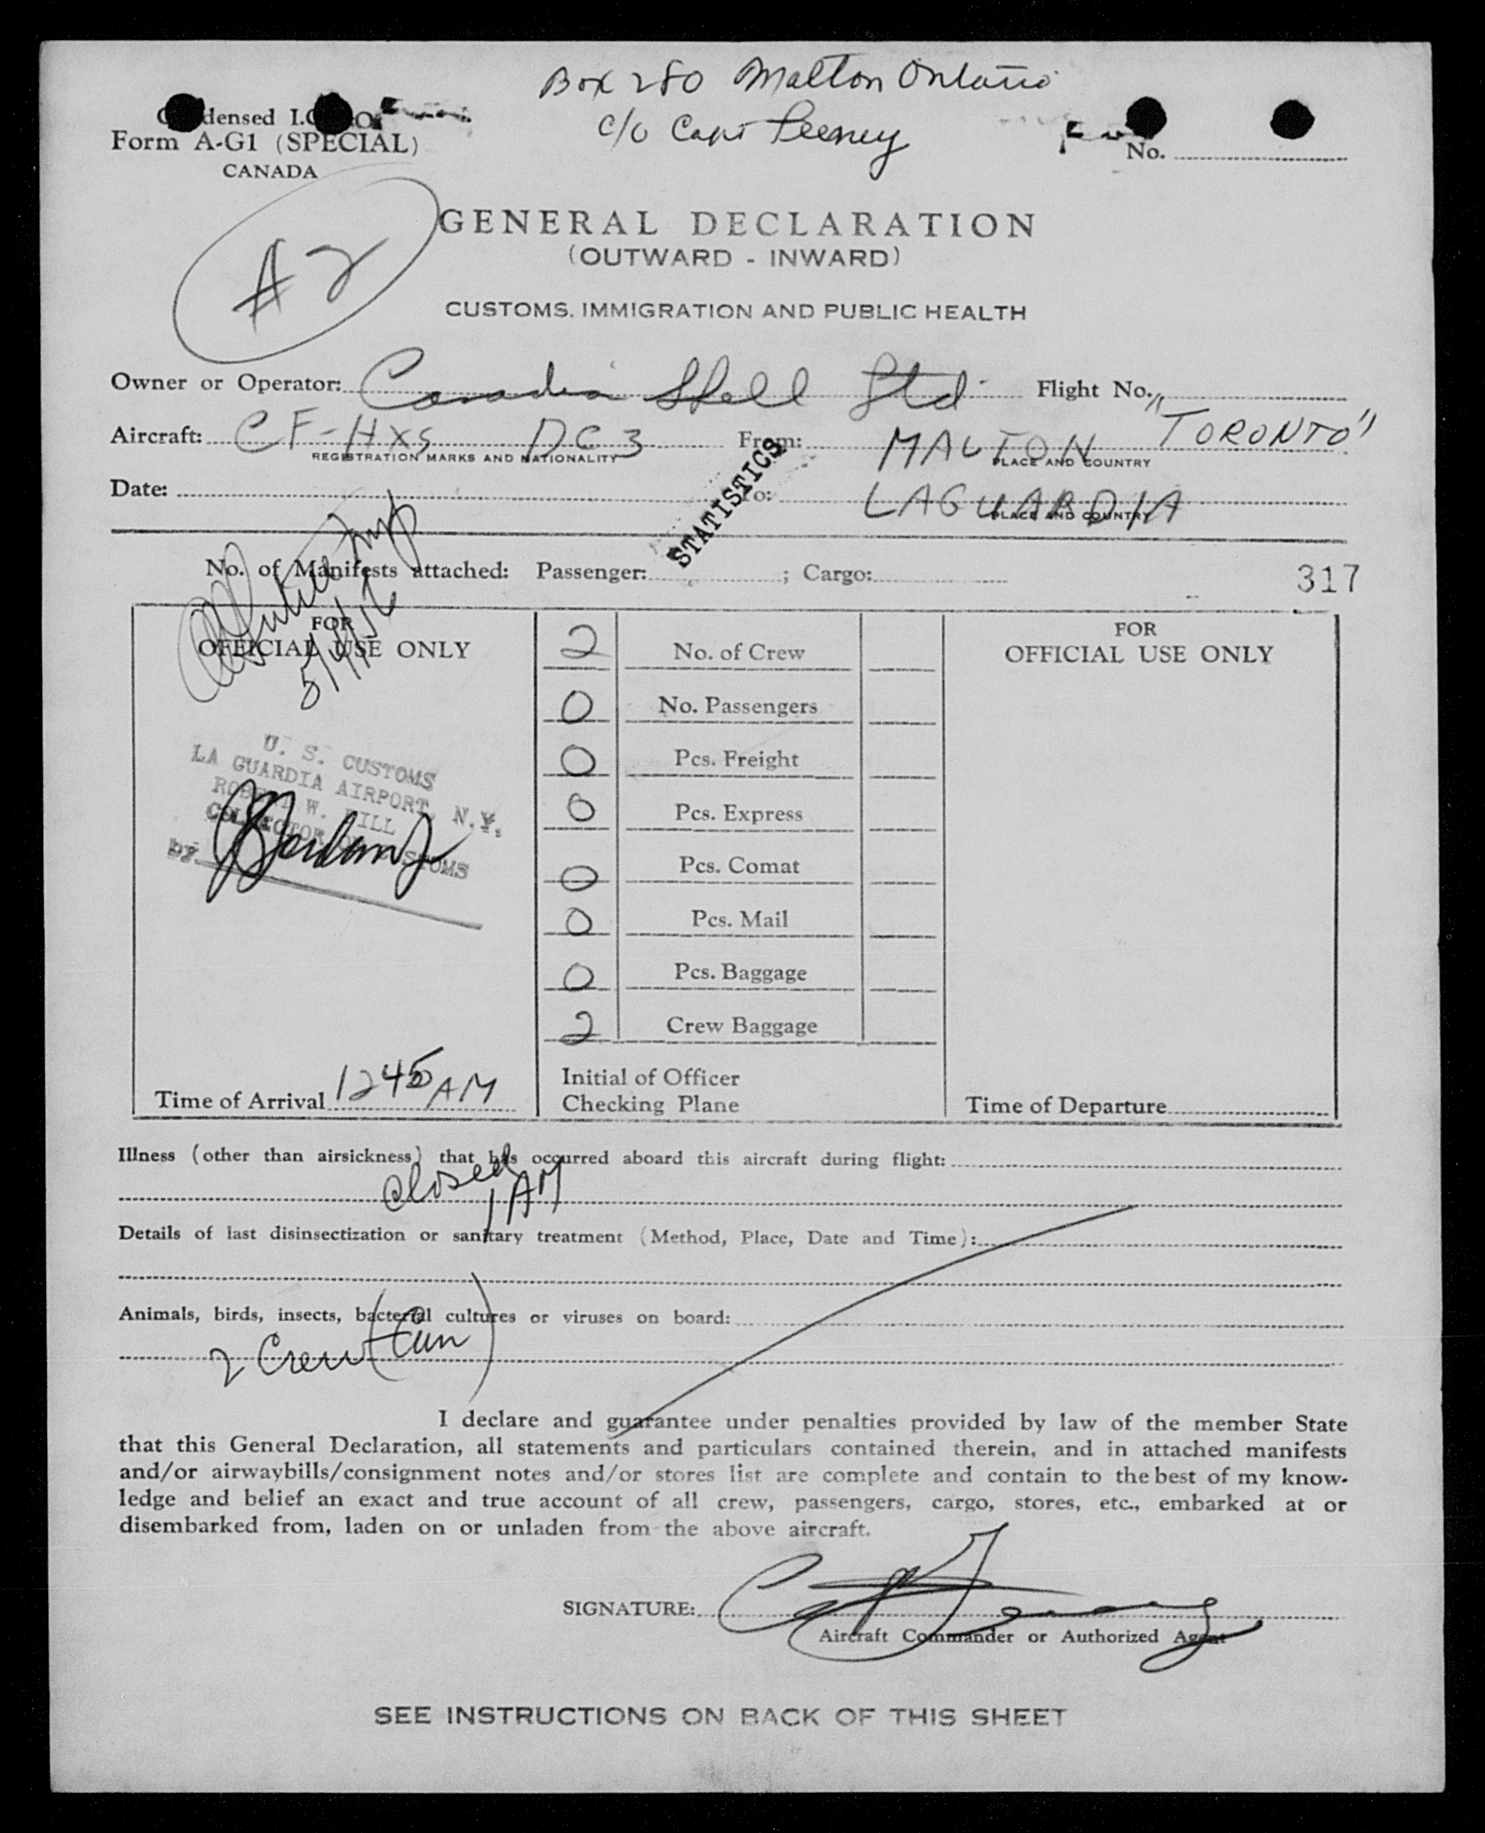 Box 280 Malton Ontario
c/o Capt Feeney
Condensed I.C.A.O.
Form A-G1 (SPECIAL)
CANADA
No.
A2
GENERAL DECLARATION
(OUTWARD - INWARD)
CUSTOMS, IMMIGRATION AND PUBLIC HEALTH
Owner or Operator: Canadian Shell Ltd Flight No.
Aircraft: CF-HXS DC3 From: MALTON "TORONTO"
REGISTRATION MARKS AND NATIONALITY PLACE AND COUNTRY
Date: To: LAGUARDIA
PLACE AND COUNTRY
STATISTICS
No. of Manifests attached: Passenger: ; Cargo:
317
FOR
OFFICIAL USE ONLY
U. S. CUSTOMS
LA GUARDIA AIRPORT, N.Y.
ROBERT W. DILL
COLLECTOR OF CUSTOMS
by
Time of Arrival 1245 AM
2 No. of Crew
0 No. Passengers
0 Pcs. Freight
0 Pcs. Express
0 Pcs. Comat
0 Pcs. Mail
0 Pcs. Baggage
2 Crew Baggage
Initial of Officer
Checking Plane
FOR
OFFICIAL USE ONLY
Time of Departure
Illness (other than airsickness) that has occurred aboard this aircraft during flight:
closed
1 AM
Details of last disinsectization or sanitary treatment (Method, Place, Date and Time):
Animals, birds, insects, bacterial cultures or viruses on board:
2 Crew (Can)
I declare and guarantee under penalties provided by law of the member State
that this General Declaration, all statements and particulars contained therein, and in attached manifests
and/or airwaybills/consignment notes and/or stores list are complete and contain to the best of my know-
ledge and belief an exact and true account of all crew, passengers, cargo, stores, etc., embarked at or
disembarked from, laden on or unladen from the above aircraft.
SIGNATURE:
Aircraft Commander or Authorized Agent
SEE INSTRUCTIONS ON BACK OF THIS SHEET